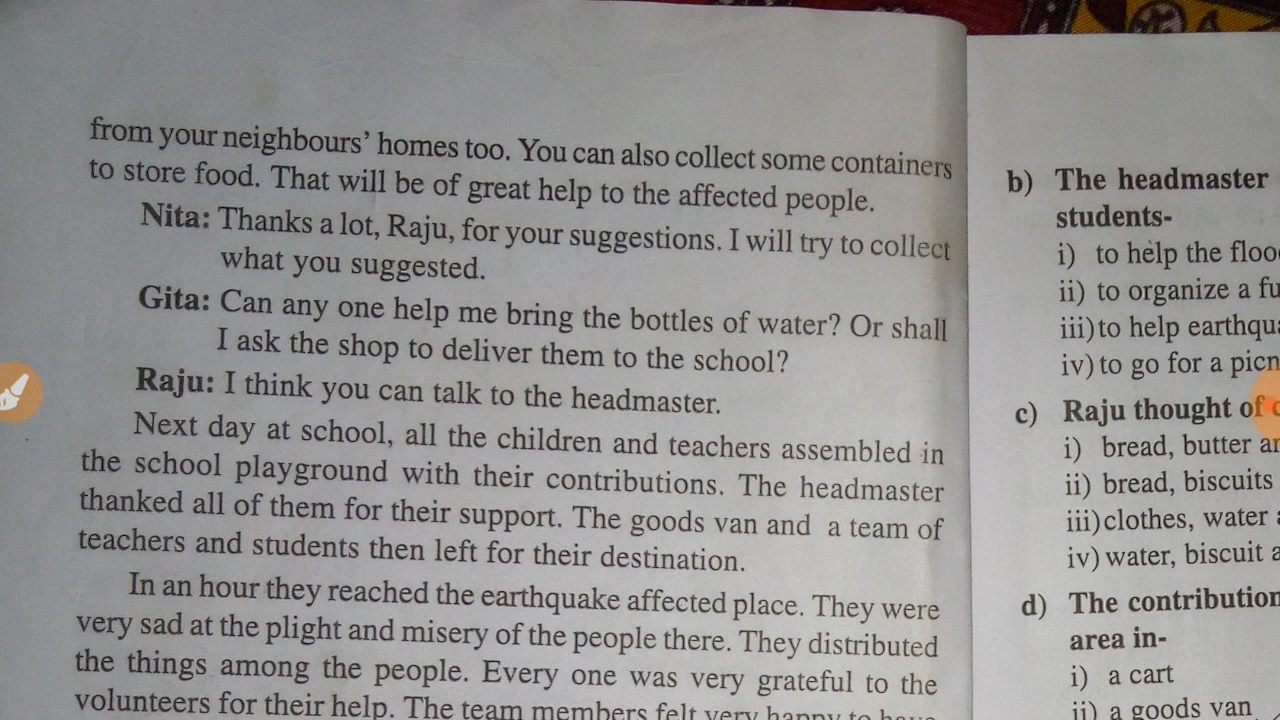 from your neighbours' homes too. You can also collect some containers
to store food. That will be of great help to the affected people.
Nita: Thanks a lot, Raju, for your suggestions. I will try to collect
what you suggested.
Gita: Can any one help me bring the bottles of water? Or shall
I ask the shop to deliver them to the school?
Raju: I think you can talk to the headmaster.
Next day at school, all the children and teachers assembled in
the school playground with their contributions. The headmaster
thanked all of them for their support. The goods van and a team of
teachers and students then left for their destination.
In an hour they reached the earthquake affected place. They were
very sad at the plight and misery of the people there. They distributed
the things among the people. Every one was very grateful to the
volunteers for their help. The team members felt very happy to have
b) The headmaster
students-
i) to help the
ii) to organize a
iii) to help
iv) to go for a
c) Raju thought of
i) bread, butter
ii) bread, biscuits
iii) clothes, water
iv) water, biscuit
d) The contribution
area in-
i) a cart
ii) a goods van